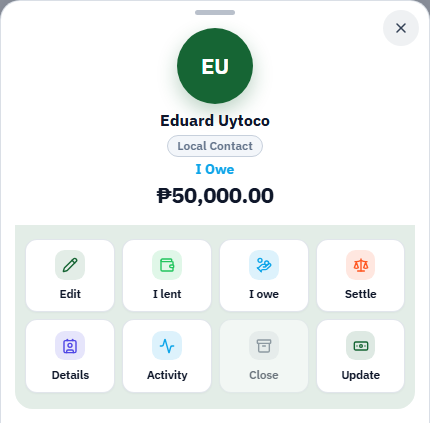 EU
Eduard Uytoco
Local Contact
I Owe
₱50,000.00
Edit
I lent
I owe
Settle
Details
Activity
Close
Update